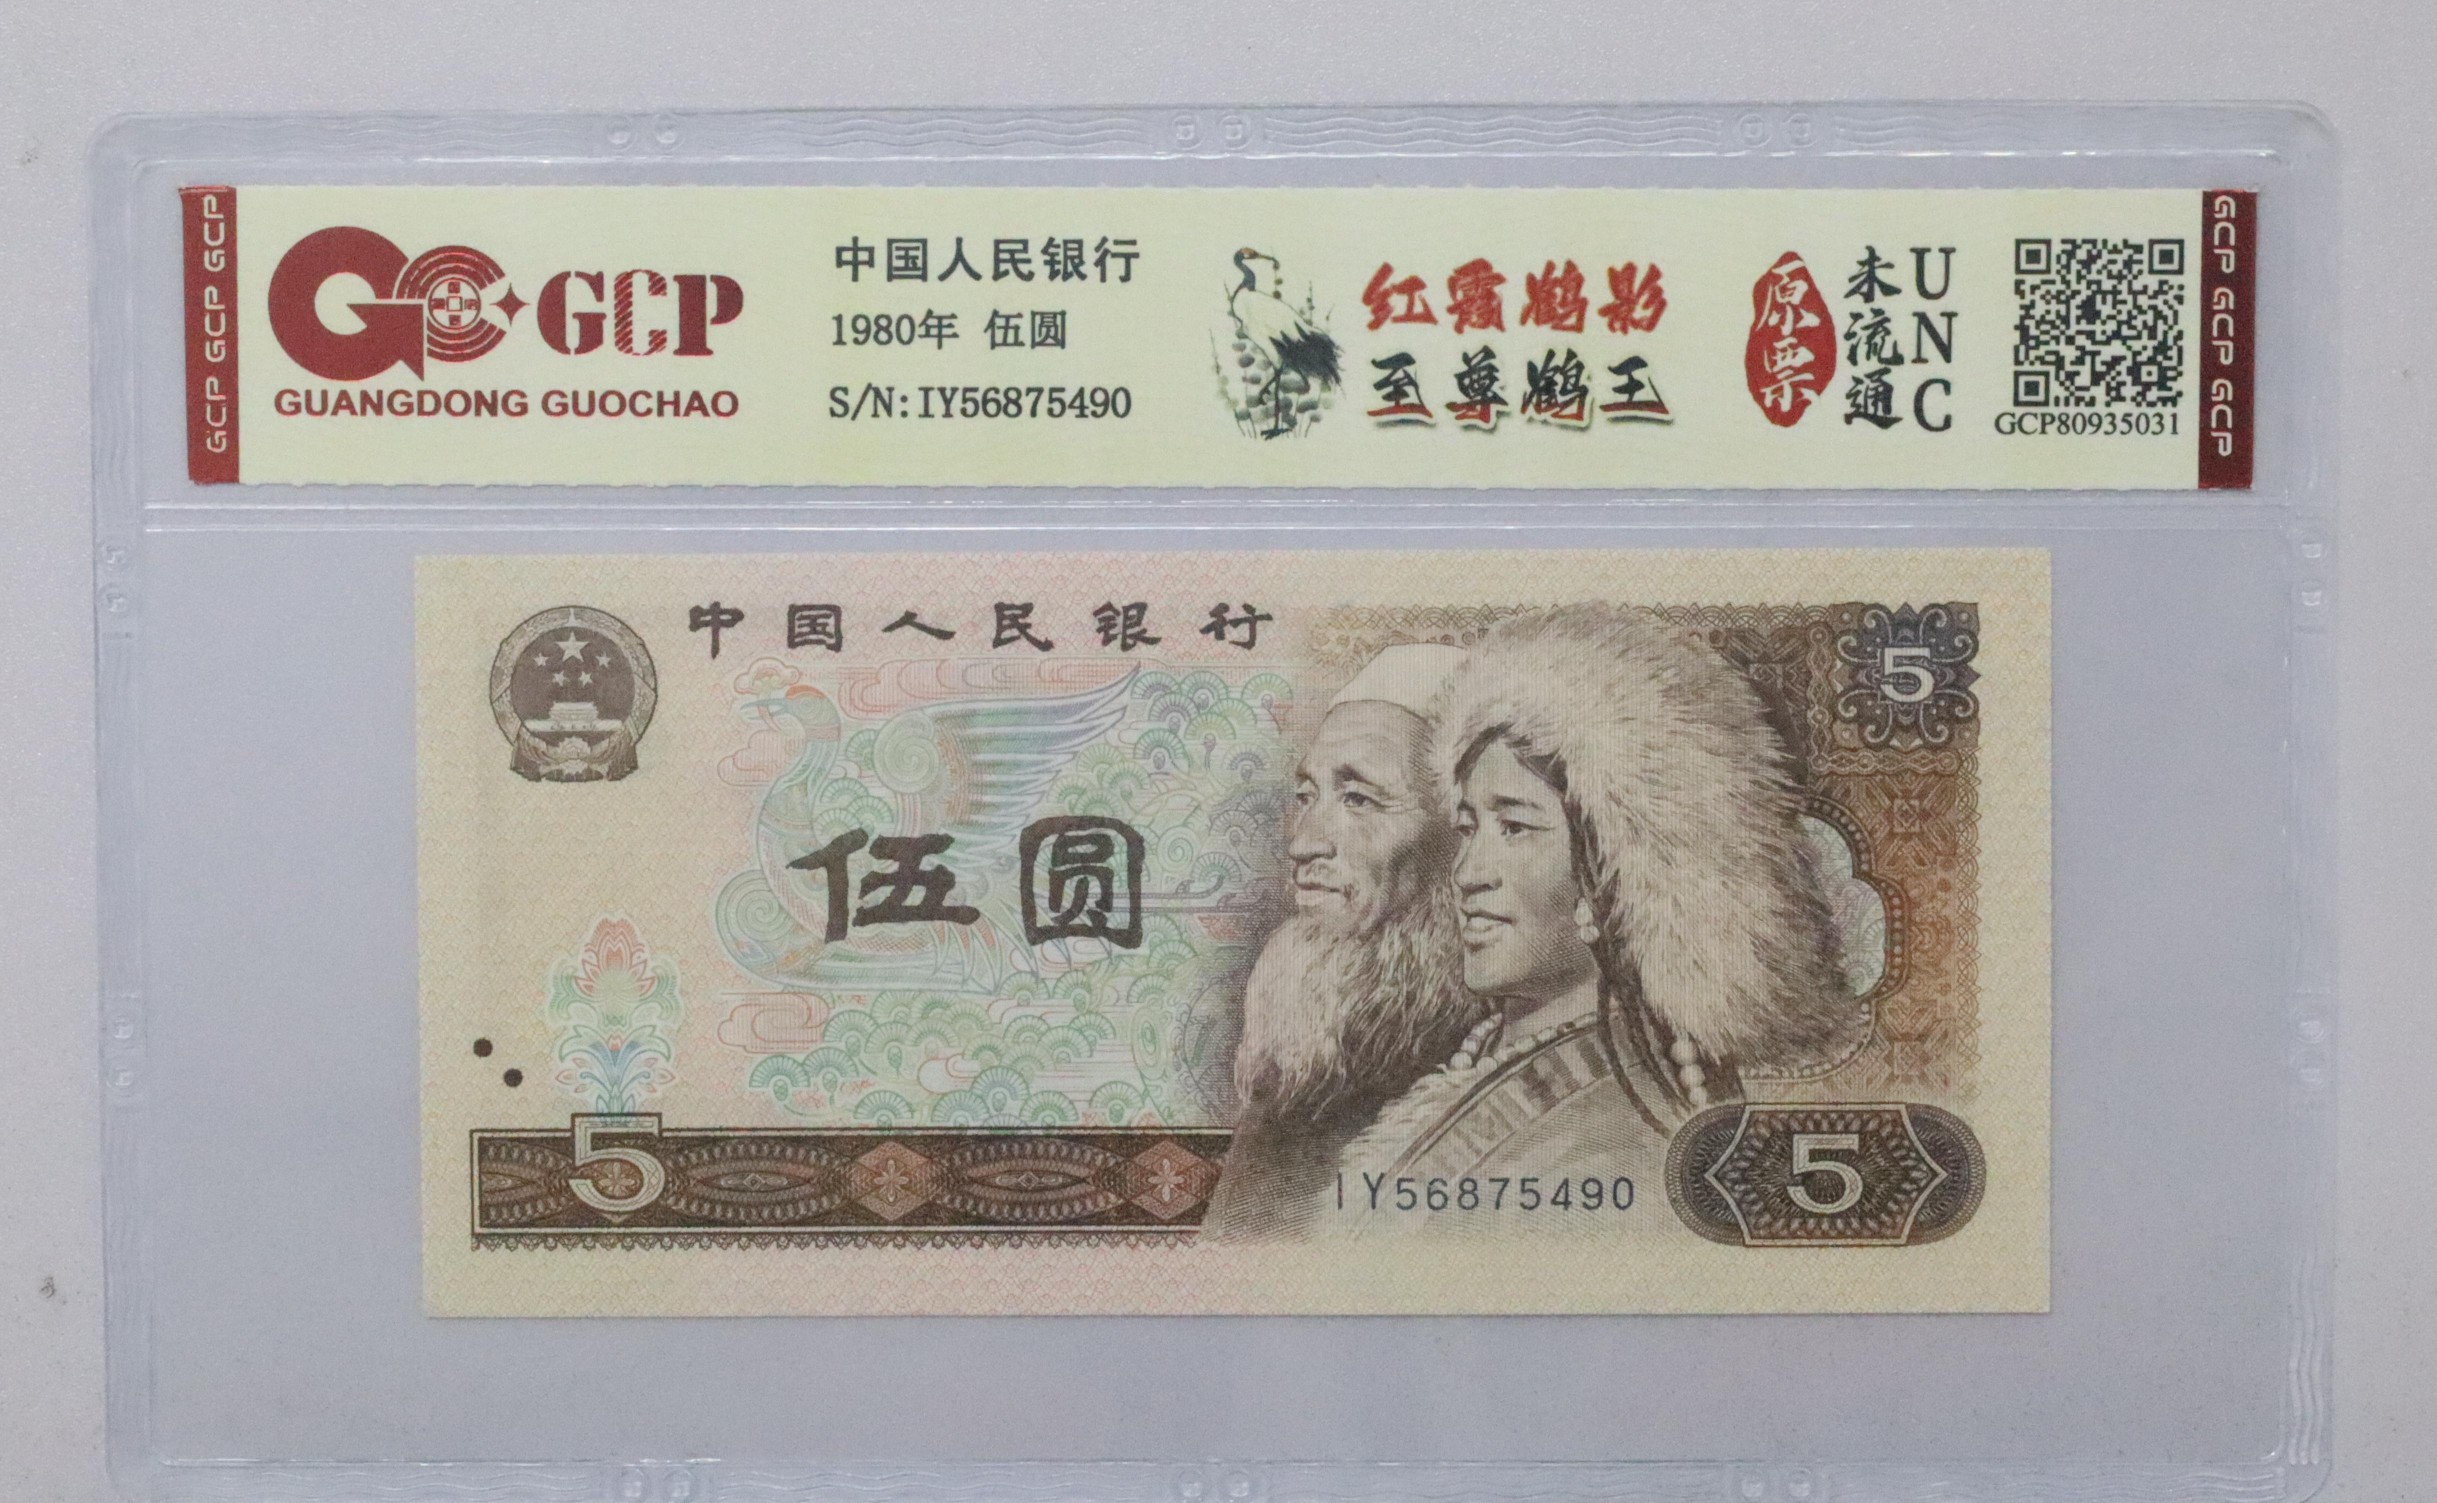 GCP GCP GCP
GCP
GUANGDONG GUOCHAO
中国人民银行
1980年 伍圆
S/N:IY56875490
红霞鹤影
至尊鹤王
原票
未流通
UNC
GCP80935031
GCP GCP GCP
中国人民银行
5
伍圆
5
IY56875490
5